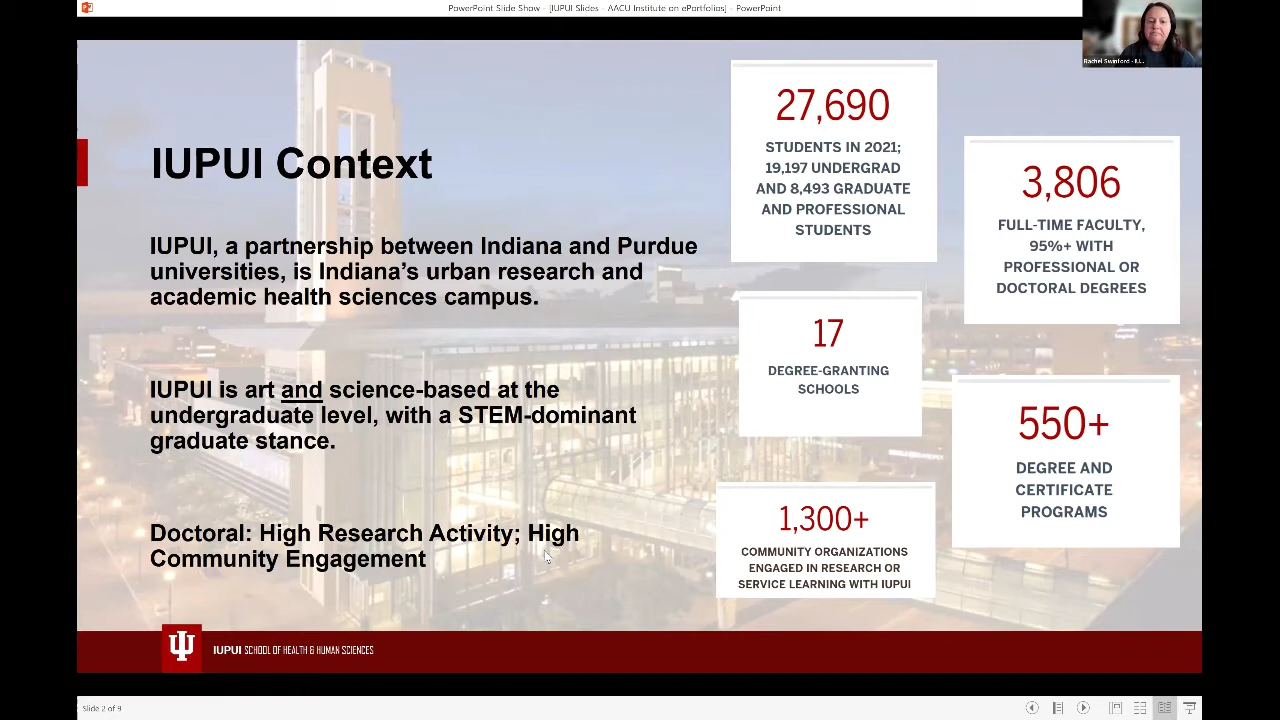 PowerPoint Slide Show - [IUPUI Slides - AACU Institute on ePortfolios] - PowerPoint
Rachel Swinford - IU...
IUPUI Context
IUPUI, a partnership between Indiana and Purdue
universities, is Indiana's urban research and
academic health sciences campus.
IUPUI is art and science-based at the
undergraduate level, with a STEM-dominant
graduate stance.
Doctoral: High Research Activity; High
Community Engagement
27,690
STUDENTS IN 2021;
19,197 UNDERGRAD
AND 8,493 GRADUATE
AND PROFESSIONAL
STUDENTS
3,806
FULL-TIME FACULTY,
95%+ WITH
PROFESSIONAL OR
DOCTORAL DEGREES
17
DEGREE-GRANTING
SCHOOLS
550+
DEGREE AND
CERTIFICATE
PROGRAMS
1,300+
COMMUNITY ORGANIZATIONS
ENGAGED IN RESEARCH OR
SERVICE LEARNING WITH IUPUI
IUPUI SCHOOL OF HEALTH & HUMAN SCIENCES
Slide 2 of 9